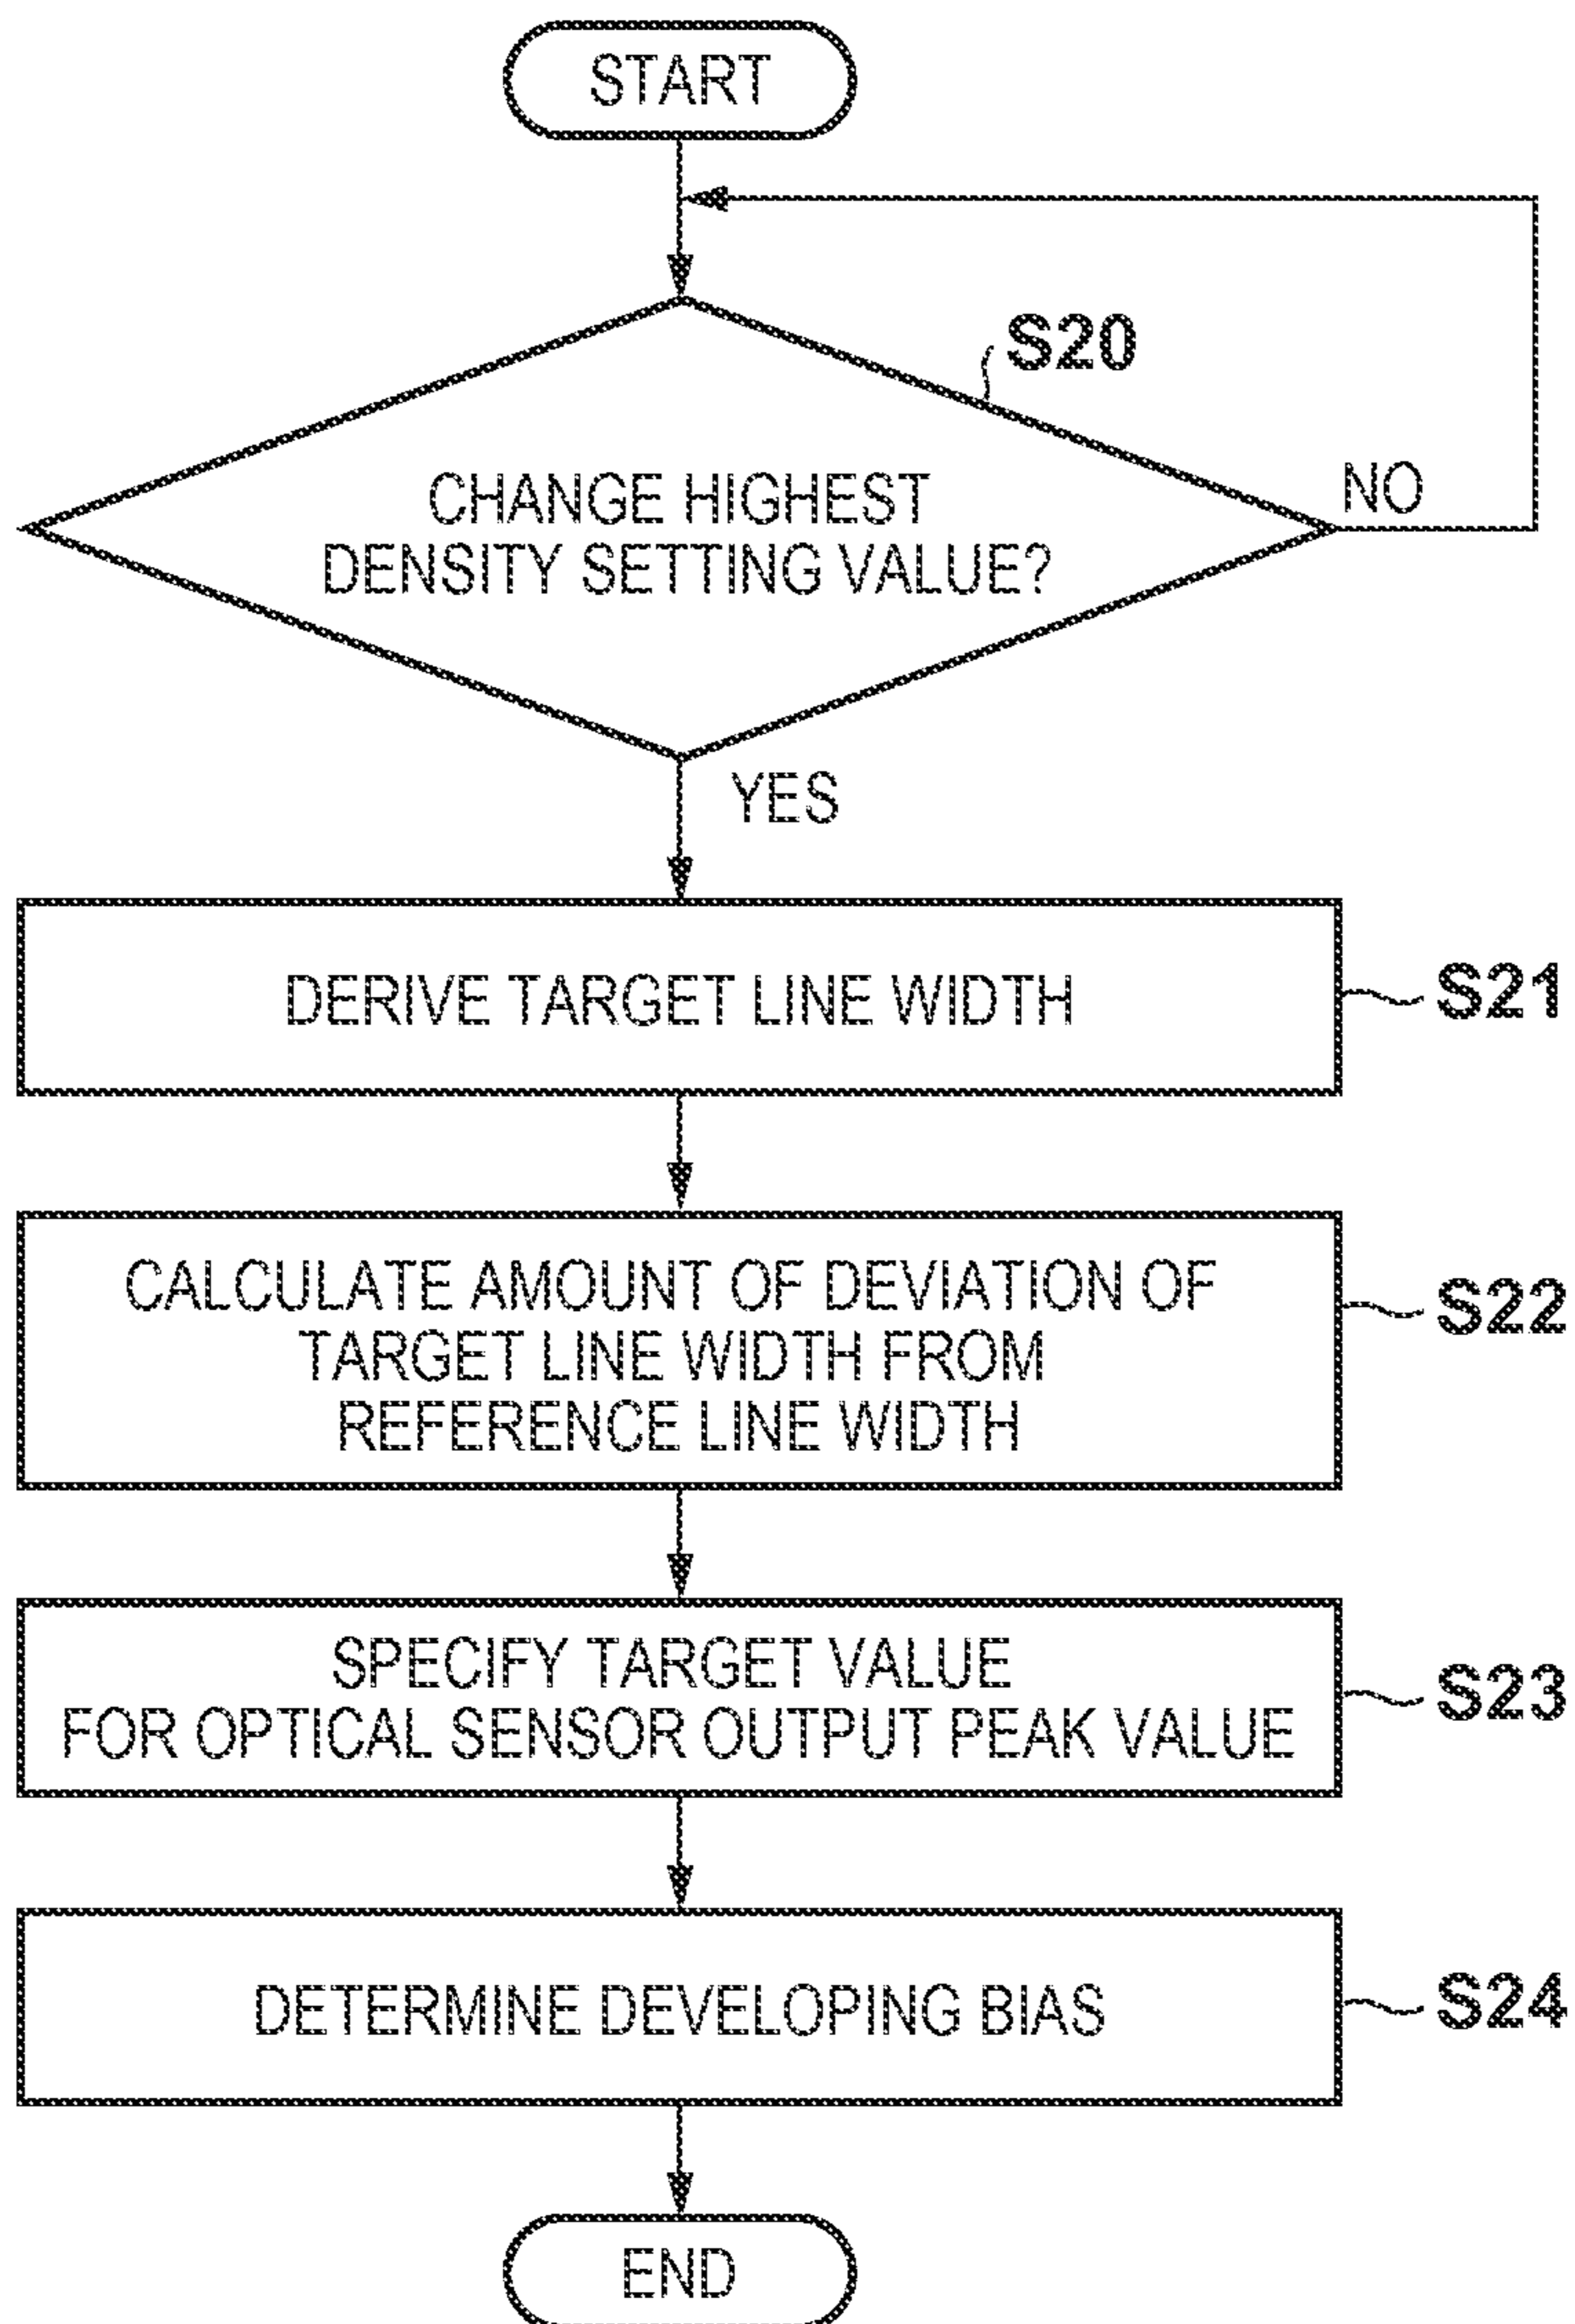 START
S20
CHANGE HIGHEST
DENSITY SETTING VALUE?
NO
YES
DERIVE TARGET LINE WIDTH
S21
CALCULATE AMOUNT OF DEVIATION OF
TARGET LINE WIDTH FROM
REFERENCE LINE WIDTH
S22
SPECIFY TARGET VALUE
FOR OPTICAL SENSOR OUTPUT PEAK VALUE
S23
DETERMINE DEVELOPING BIAS
S24
END